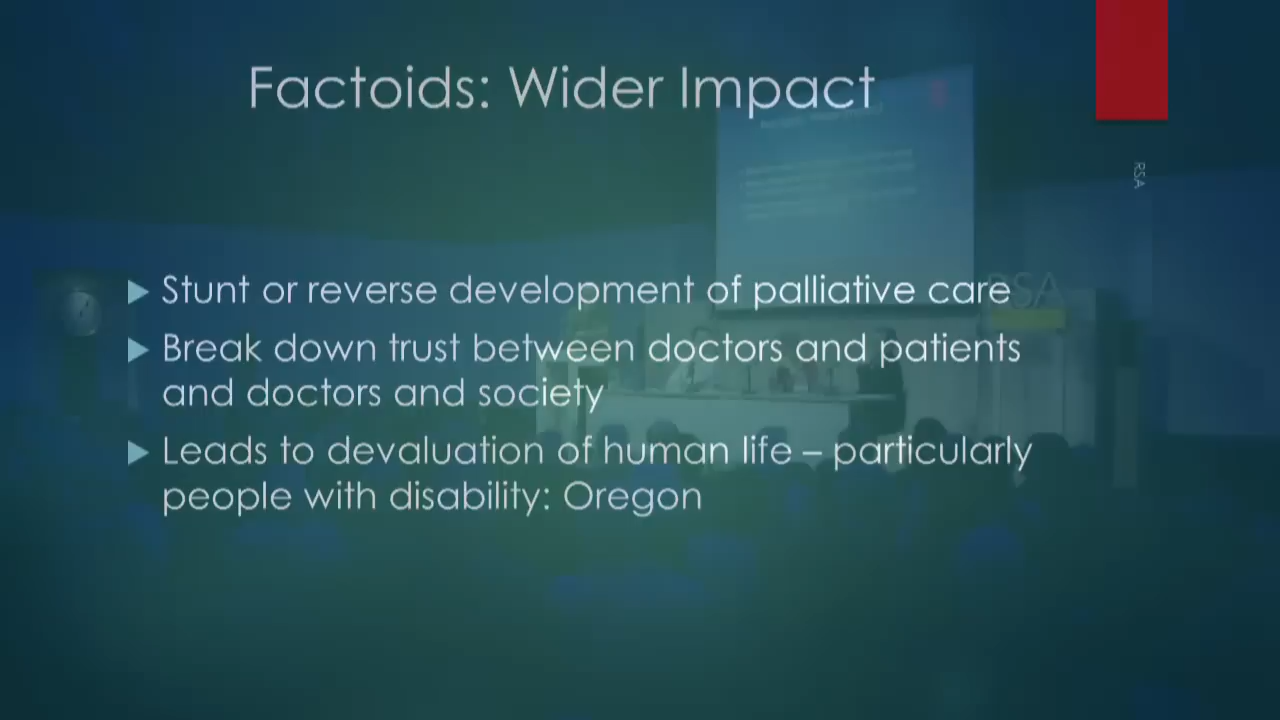 Factoids: Wider Impact
RSA
Stunt or reverse development of palliative care
RSA
Break down trust between doctors and patients
and doctors and society
Leads to devaluation of human life – particularly
people with disability: Oregon